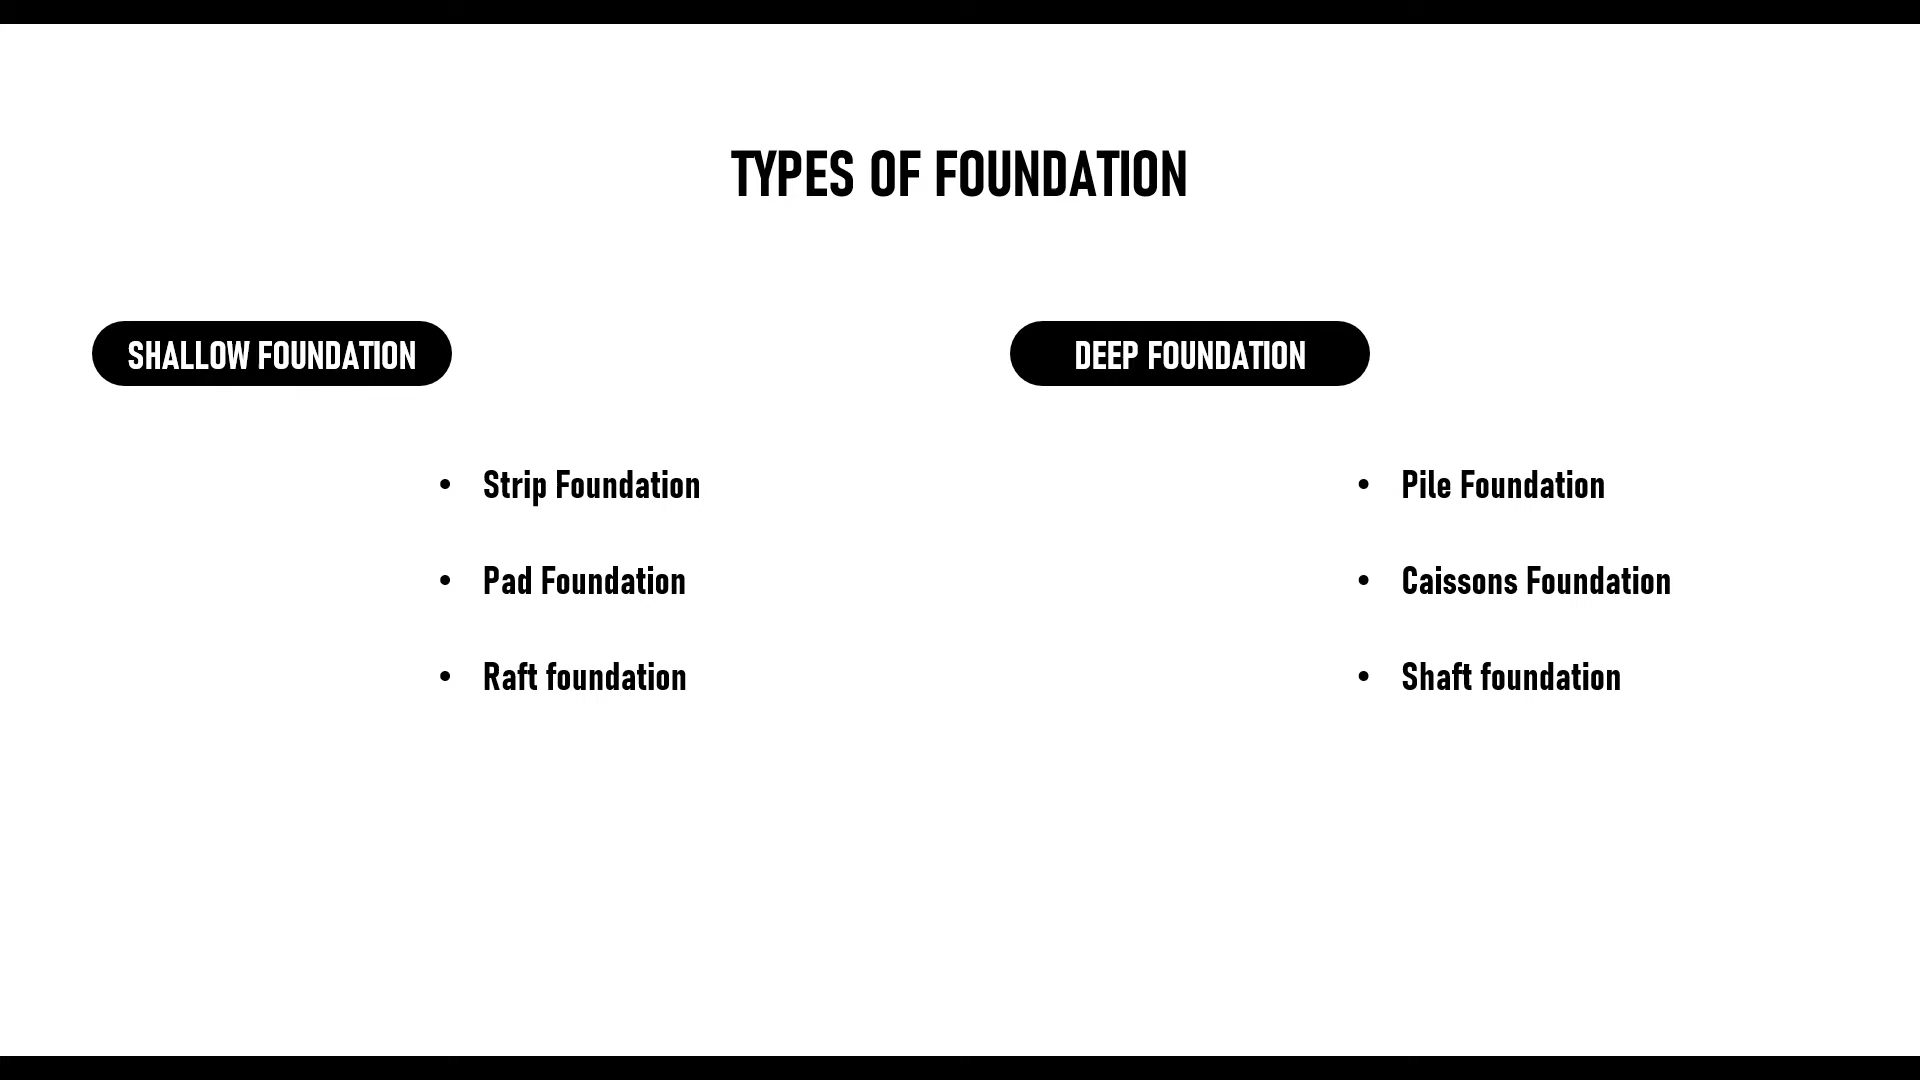 TYPES OF FOUNDATION
SHALLOW FOUNDATION
• Strip Foundation
• Pad Foundation
• Raft foundation
DEEP FOUNDATION
• Pile Foundation
• Caissons Foundation
• Shaft foundation